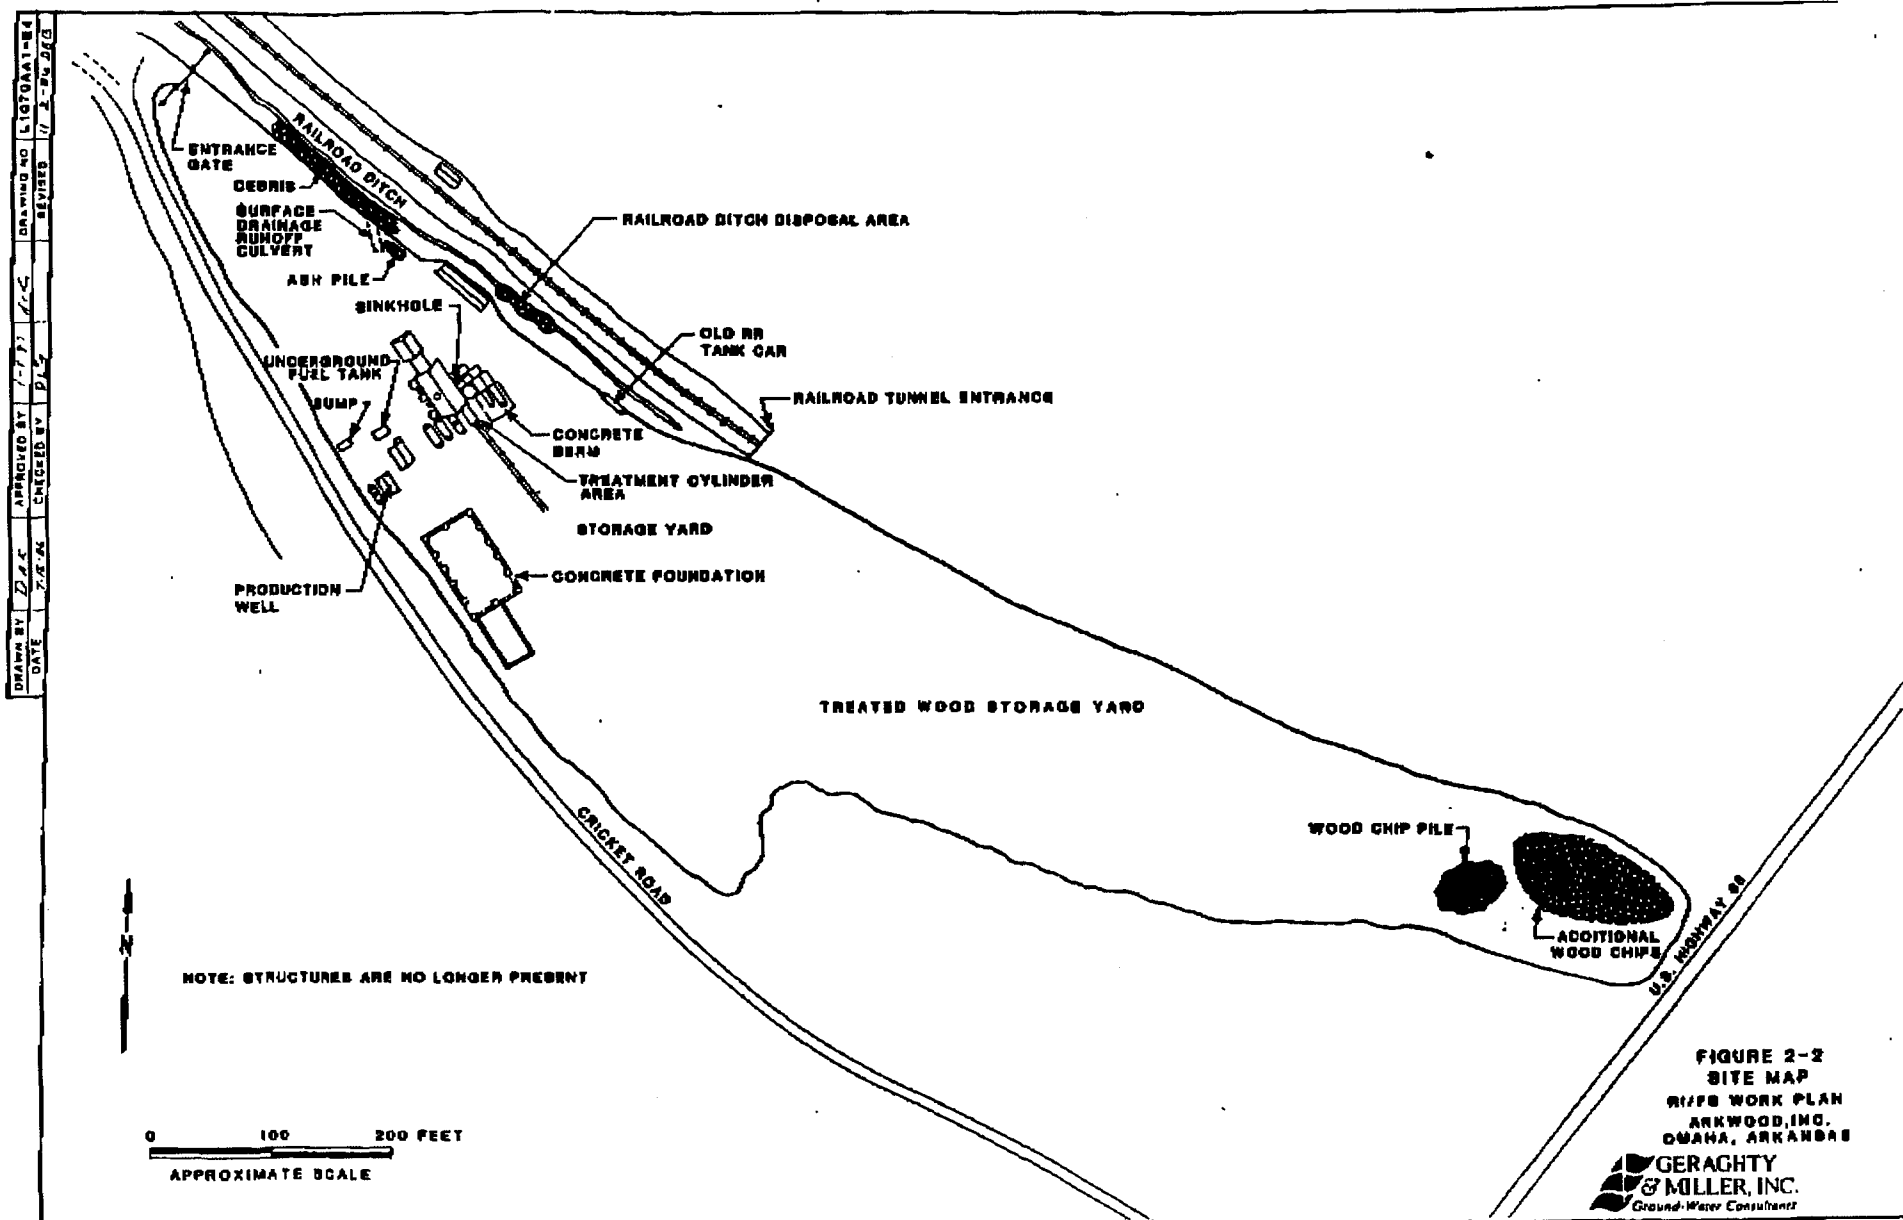 ENTRANCE
GATE
DEBRIS
RAILROAD DITCH
SURFACE
DRAINAGE
RUNOFF
CULVERT
ASH PILE
SINKHOLE
RAILROAD DITCH DISPOSAL AREA
OLD RR
TANK CAR
RAILROAD TUNNEL ENTRANCE
UNDERGROUND
FUEL TANK
SUMP
CONCRETE
BERM
TREATMENT CYLINDER
AREA
STORAGE YARD
CONCRETE FOUNDATION
PRODUCTION
WELL
TREATED WOOD STORAGE YARD
CRICKET ROAD
WOOD CHIP PILE
ADDITIONAL
WOOD CHIPS
U.S. HIGHWAY
N
NOTE: STRUCTURES ARE NO LONGER PRESENT
0 100 200 FEET
APPROXIMATE SCALE
FIGURE 2-2
SITE MAP
RI/FS WORK PLAN
ARKWOOD, INC.
OMAHA, ARKANSAS
GERAGHTY
& MILLER, INC.
Ground-Water Consultants
DRAWN BY
DATE
APPROVED BY
CHECKED BY
DRAWING NO
REVISED